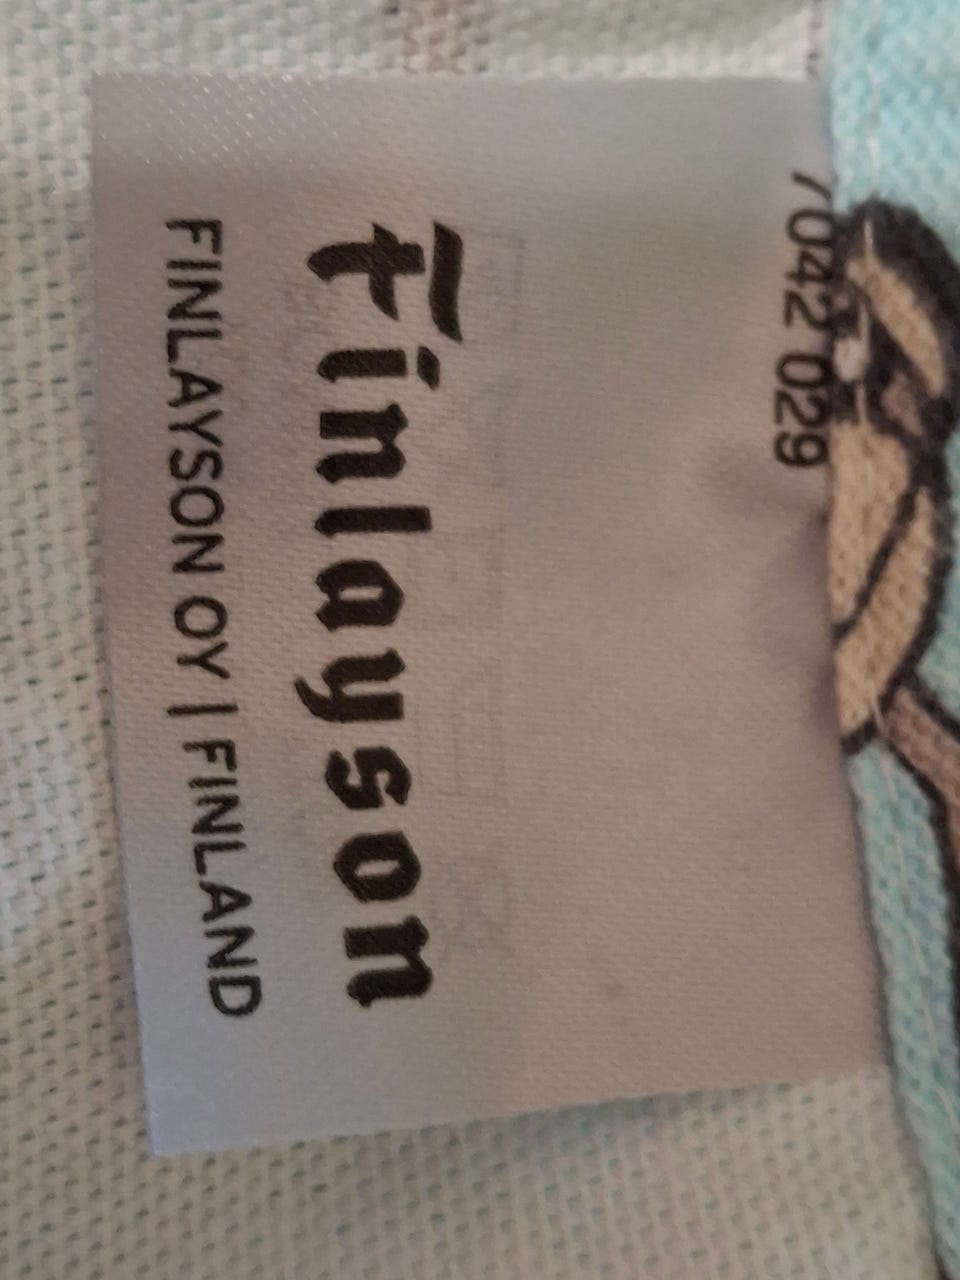 7042 029
Finlayson
FINLAYSON OY | FINLAND